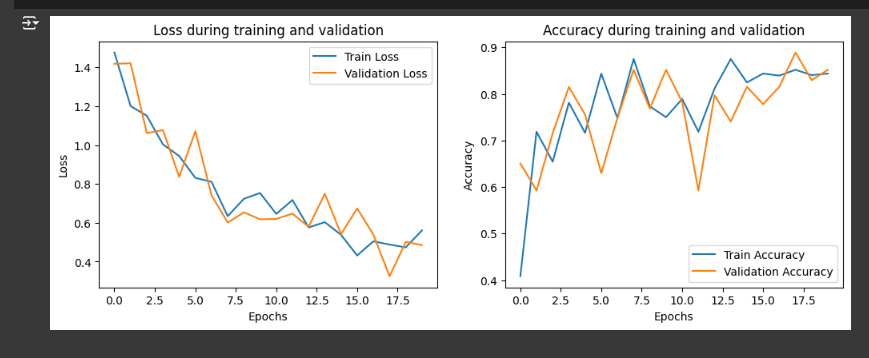 Loss during training and validation
Train Loss
Validation Loss
1.4
1.2
1.0
0.8
0.6
0.4
Loss
0.0 2.5 5.0 7.5 10.0 12.5 15.0 17.5
Epochs
Accuracy during training and validation
0.9
0.8
0.7
0.6
0.5
0.4
Accuracy
Train Accuracy
Validation Accuracy
0.0 2.5 5.0 7.5 10.0 12.5 15.0 17.5
Epochs